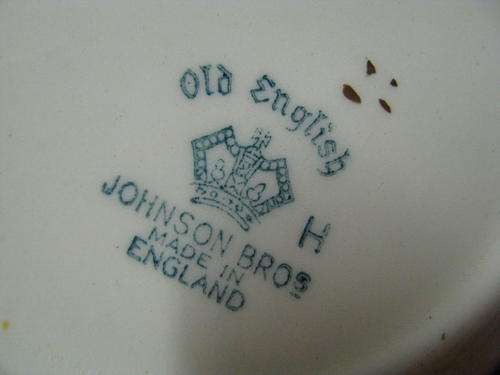 Old English
H
JOHNSON BROS
MADE IN
ENGLAND